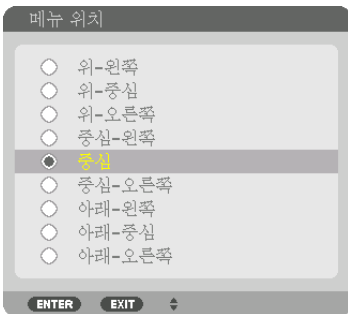 메뉴 위치
위-왼쪽
위-중심
위-오른쪽
중심-왼쪽
중심
중심-오른쪽
아래-왼쪽
아래-중심
아래-오른쪽
ENTER EXIT